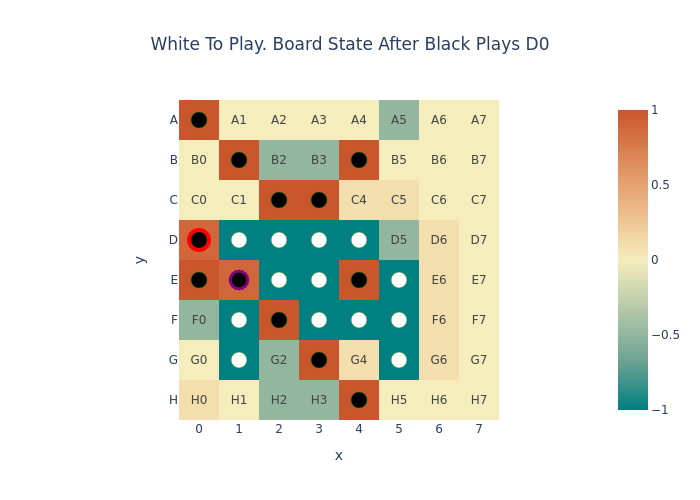 White To Play. Board State After Black Plays D0
A A1 A2 A3 A4 A5 A6 A7
B B0 B2 B3 B5 B6 B7
C C0 C1 C4 C5 C6 C7
D D5 D6 D7
E E6 E7
F F0 F6 F7
G G0 G2 G4 G6 G7
H H0 H1 H2 H3 H5 H6 H7
0 1 2 3 4 5 6 7
x
y
1
0.5
0
−0.5
−1